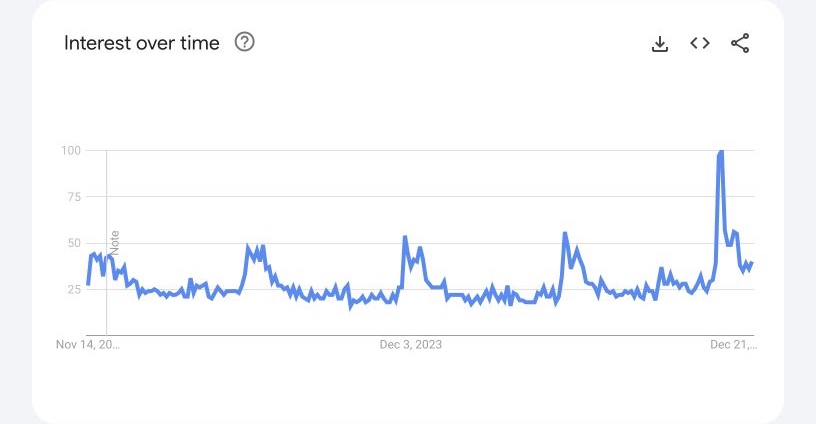 Interest over time
100
75
50
25
Note
Nov 14, 20...
Dec 3, 2023
Dec 21,...